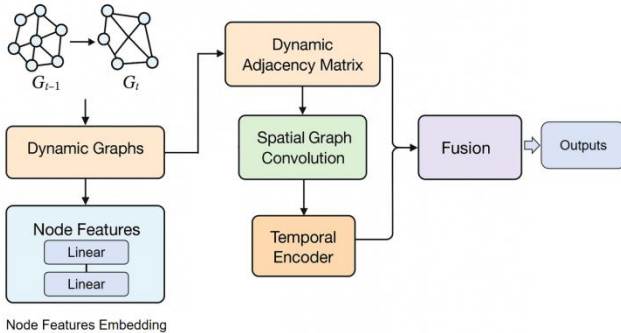 G_{t-1}
G_t
Dynamic Graphs
Node Features
Linear
Linear
Node Features Embedding
Dynamic
Adjacency Matrix
Spatial Graph
Convolution
Temporal
Encoder
Fusion
Outputs